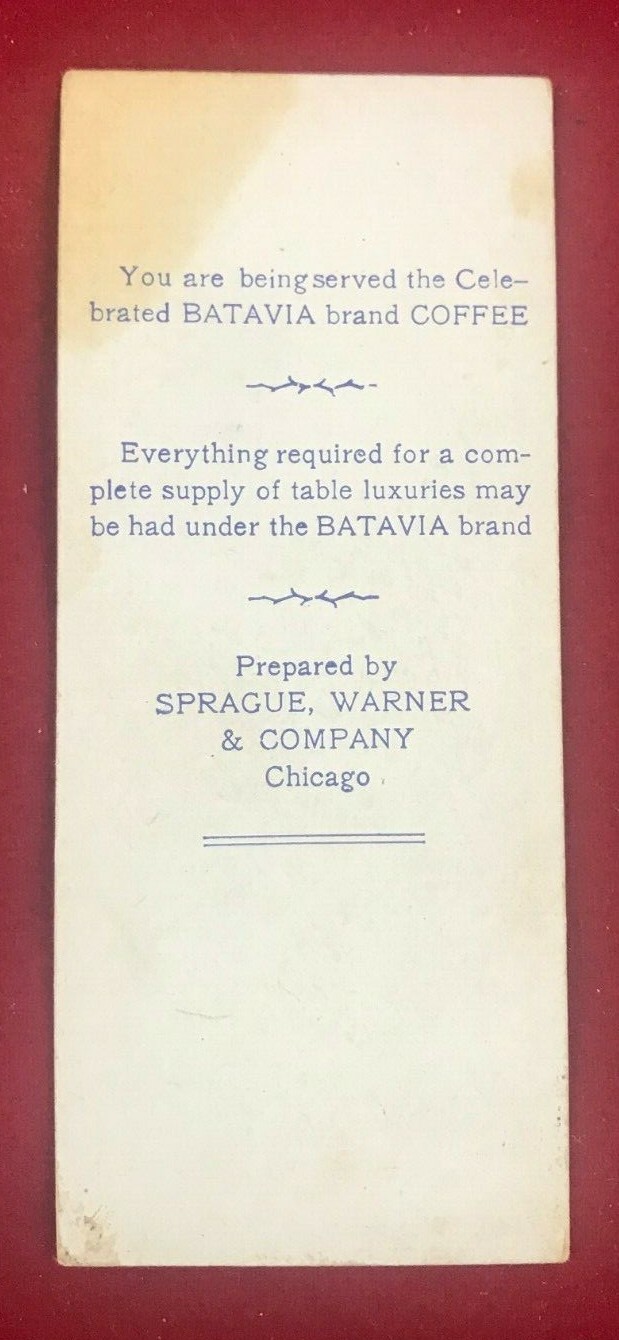 You are being served the Cele-
brated BATAVIA brand COFFEE
Everything required for a com-
plete supply of table luxuries may
be had under the BATAVIA brand
Prepared by
SPRAGUE, WARNER
& COMPANY
Chicago